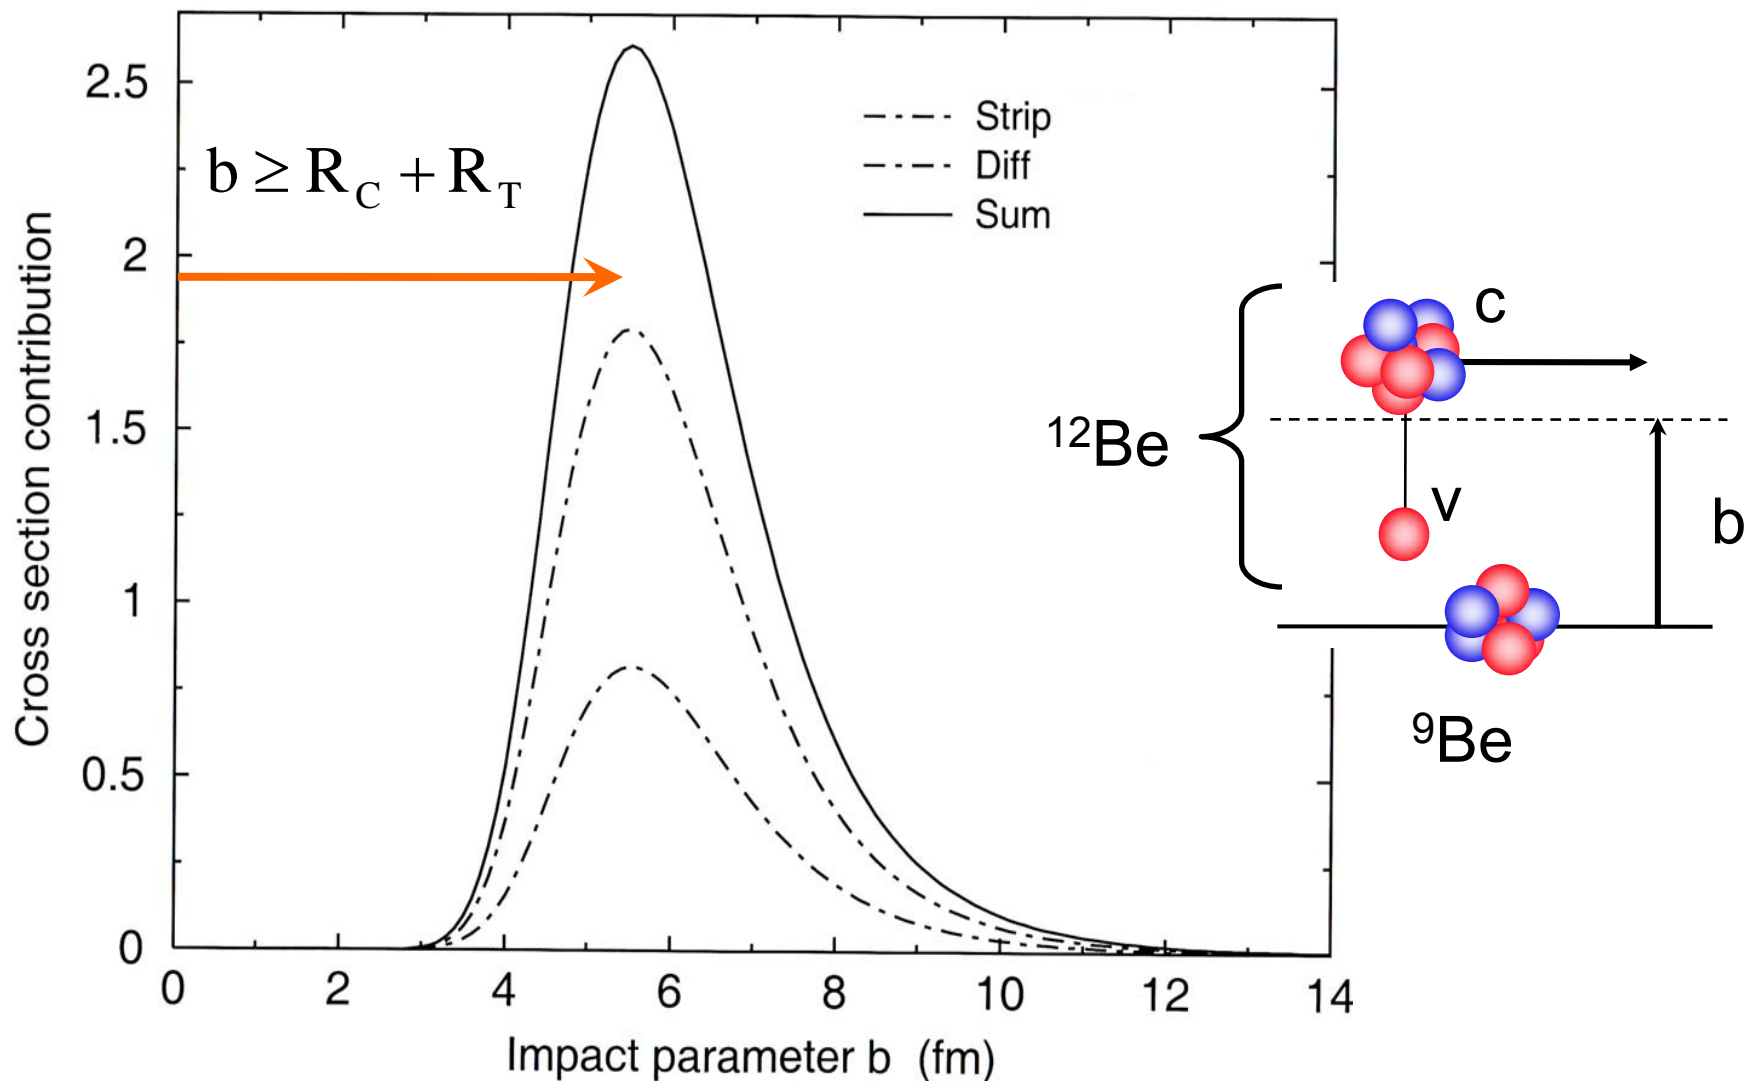 2.5
2
1.5
1
0.5
0
0 2 4 6 8 10 12 14
Cross section contribution
Impact parameter b (fm)
b ≥ R_C + R_T
Strip
Diff
Sum
c
¹²Be
v
b
⁹Be